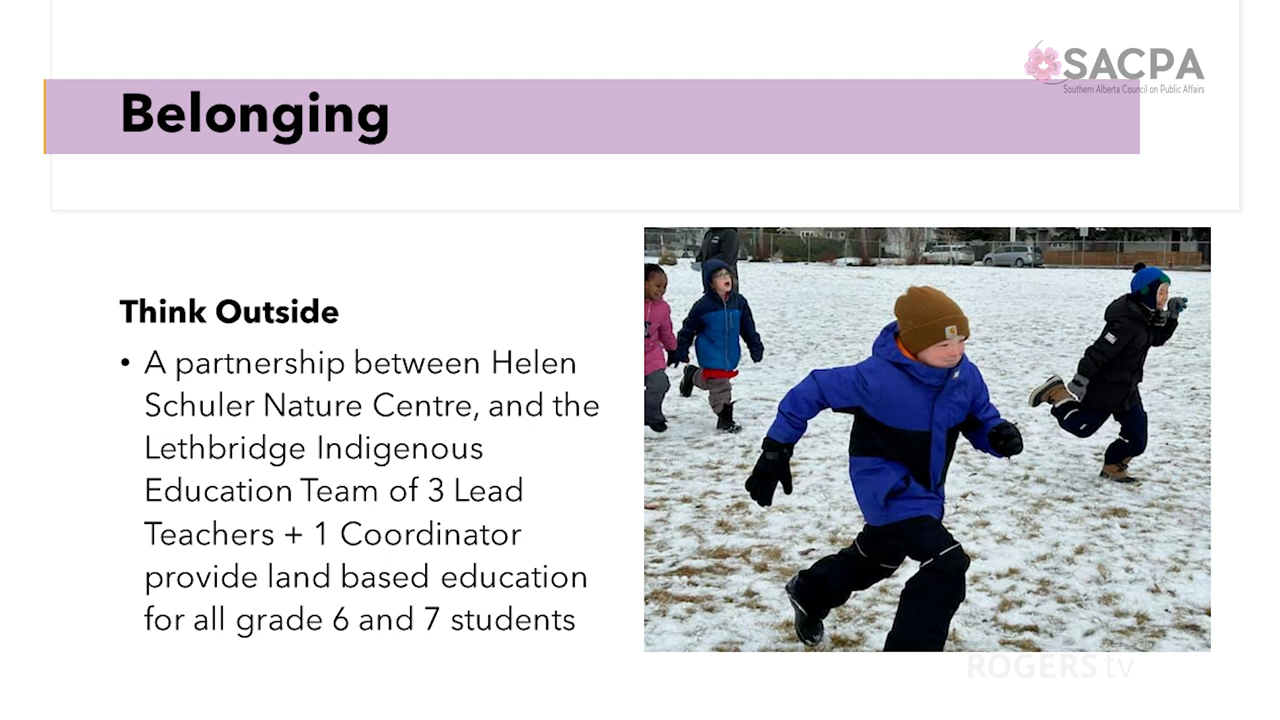 SACPA
Southern Alberta Council on Public Affairs
Belonging
Think Outside
• A partnership between Helen
Schuler Nature Centre, and the
Lethbridge Indigenous
Education Team of 3 Lead
Teachers + 1 Coordinator
provide land based education
for all grade 6 and 7 students
ROGERS tv